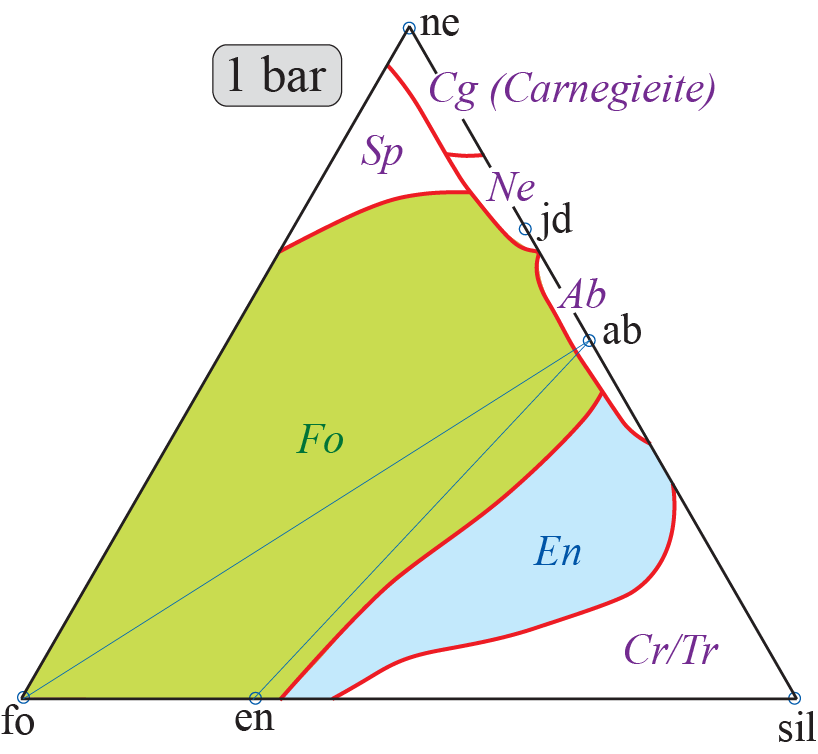 ne
1 bar
Cg (Carnegieite)
Sp
Ne
jd
Ab
ab
Fo
En
Cr/Tr
fo
en
sil